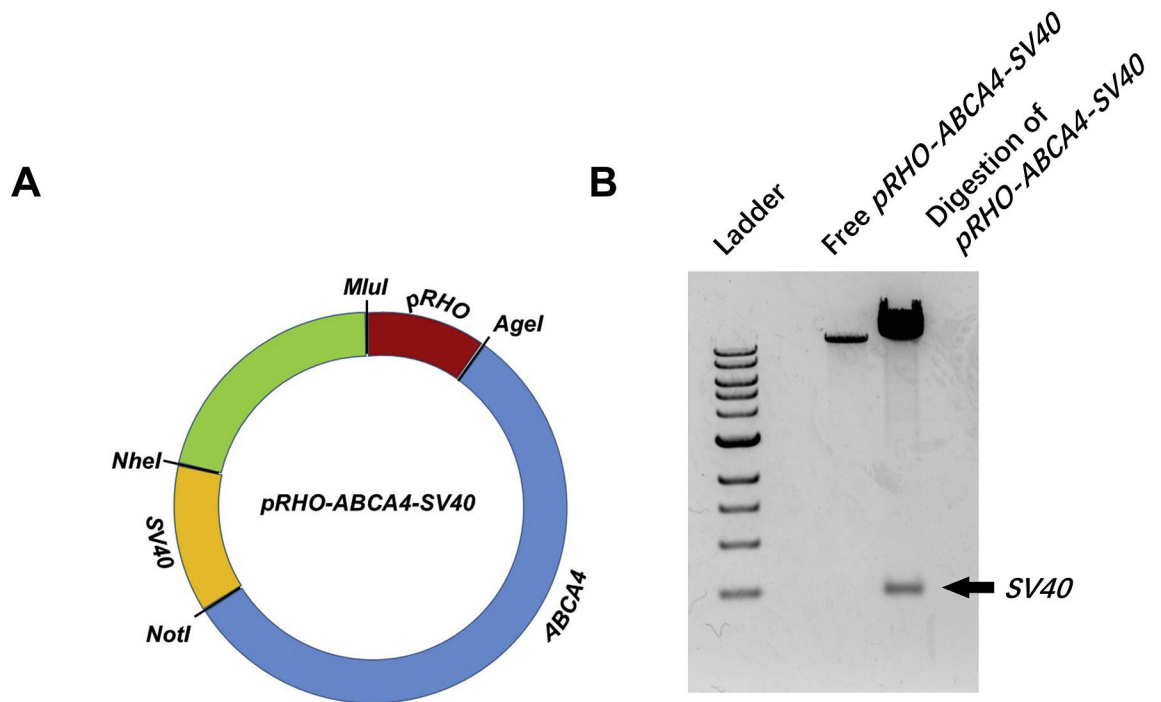 A
MluI
pRHO
AgeI
NheI
pRHO-ABCA4-SV40
SV40
ABCA4
NotI
B
Ladder
Free pRHO-ABCA4-SV40
Digestion of
pRHO-ABCA4-SV40
SV40